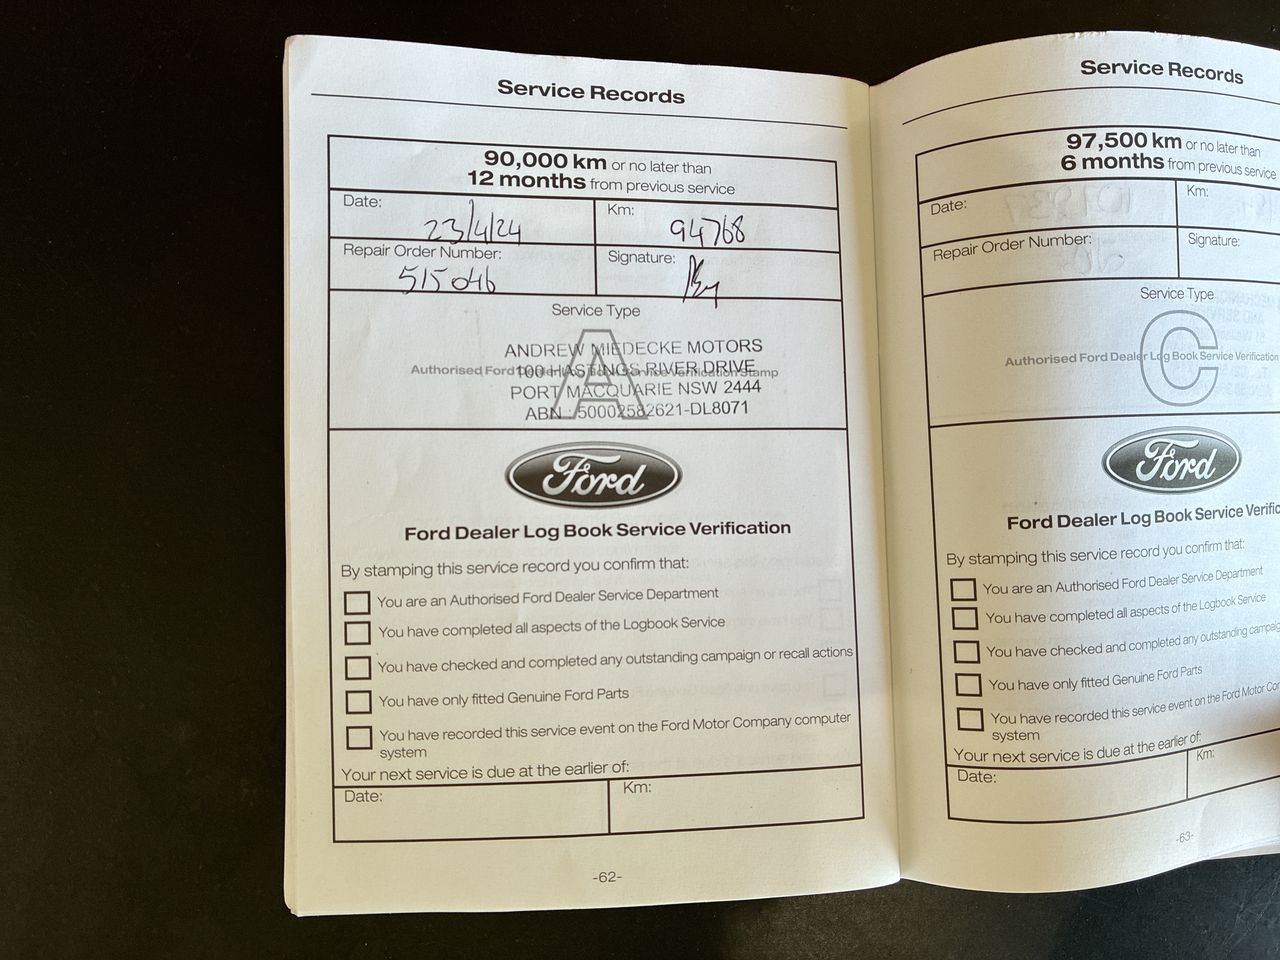 Service Records
90,000 km or no later than
12 months from previous service
Date:
23/4/24
Km:
94768
Repair Order Number:
515046
Signature:
Service Type
A
Authorised Ford Dealer Log Book Service Verification Stamp
ANDREW MIEDECKE MOTORS
100 HASTINGS RIVER DRIVE
PORT MACQUARIE NSW 2444
ABN : 50002582621-DL8071
Ford
Ford Dealer Log Book Service Verification
By stamping this service record you confirm that:
You are an Authorised Ford Dealer Service Department
You have completed all aspects of the Logbook Service
You have checked and completed any outstanding campaign or recall actions
You have only fitted Genuine Ford Parts
You have recorded this service event on the Ford Motor Company computer
system
Your next service is due at the earlier of:
Date:
Km:
-62-
Service Records
97,500 km or no later than
6 months from previous service
Date:
Km:
Repair Order Number:
Signature:
Service Type
C
Authorised Ford Dealer Log Book Service Verification
Ford
Ford Dealer Log Book Service Verific
By stamping this service record you confirm that:
You are an Authorised Ford Dealer Service Department
You have completed all aspects of the Logbook Service
You have checked and completed any outstanding campaig
You have only fitted Genuine Ford Parts
You have recorded this service event on the Ford Motor Cor
system
Your next service is due at the earlier of:
Date:
Km:
-63-